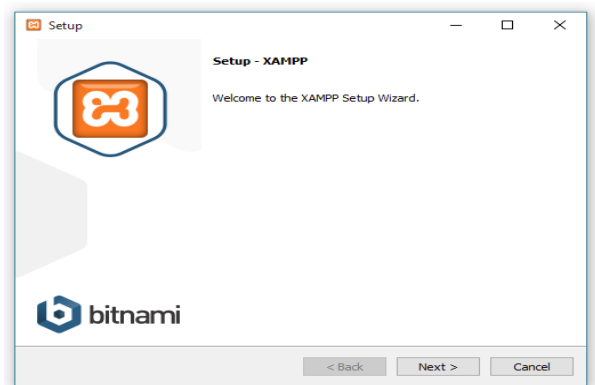 Setup
Setup - XAMPP
Welcome to the XAMPP Setup Wizard.
bitnami
< Back
Next >
Cancel